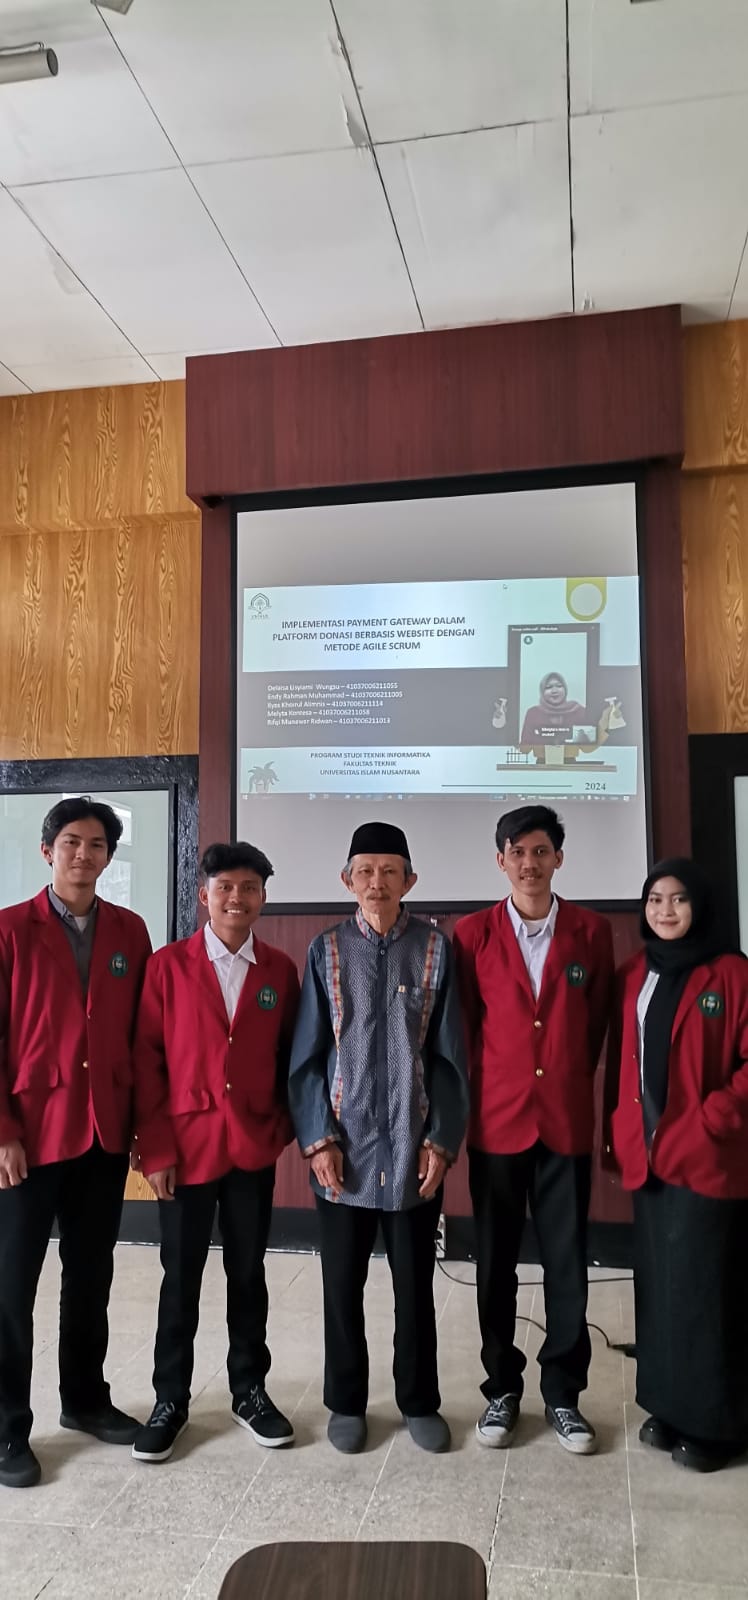 IMPLEMENTASI PAYMENT GATEWAY DALAM
PLATFORM DONASI BERBASIS WEBSITE DENGAN
METODE AGILE SCRUM
Delaisa Lisyiami Wungsu – 41037006211055
Endy Rahman Muhammad – 41037006211005
Ilyas Khoirul Alimnis – 41037006211114
Melyta Kontesa – 41037006211058
Rifqi Munawar Ridwan – 41037006211013
PROGRAM STUDI TEKNIK INFORMATIKA
FAKULTAS TEKNIK
UNIVERSITAS ISLAM NUSANTARA
2024